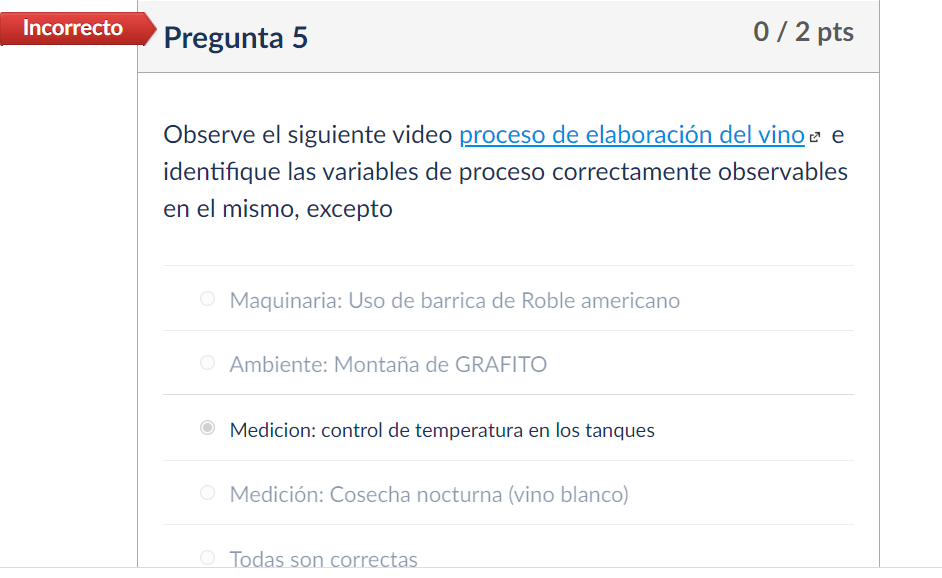 Incorrecto
Pregunta 5
0 / 2 pts
Observe el siguiente video proceso de elaboración del vino e
identifique las variables de proceso correctamente observables
en el mismo, excepto
Maquinaria: Uso de barrica de Roble americano
Ambiente: Montaña de GRAFITO
Medicion: control de temperatura en los tanques
Medición: Cosecha nocturna (vino blanco)
Todas son correctas